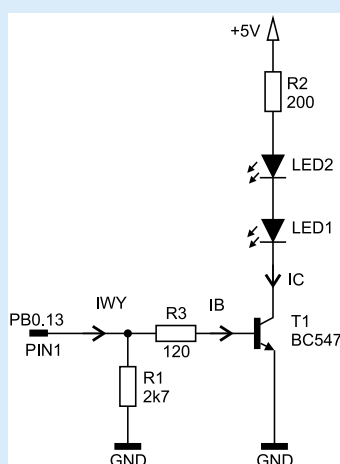 +5V
R2
200
LED2
LED1
IC
IWY
R3
IB
PB0.13
PIN1
120
T1
BC547
R1
2k7
GND
GND